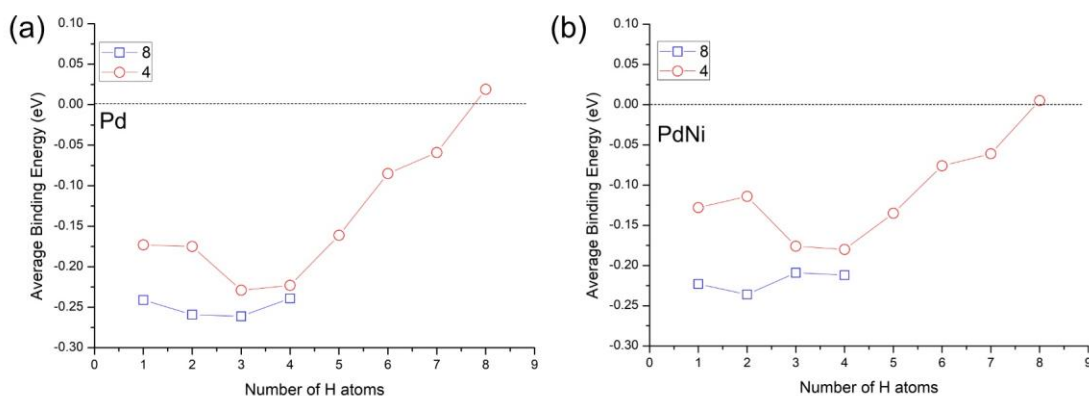 (a)
0.10
0.05
0.00
-0.05
-0.10
-0.15
-0.20
-0.25
-0.30
Average Binding Energy (eV)
8
4
Pd
0 1 2 3 4 5 6 7 8 9
Number of H atoms
(b)
0.10
0.05
0.00
-0.05
-0.10
-0.15
-0.20
-0.25
-0.30
Average Binding Energy (eV)
8
4
PdNi
0 1 2 3 4 5 6 7 8 9
Number of H atoms